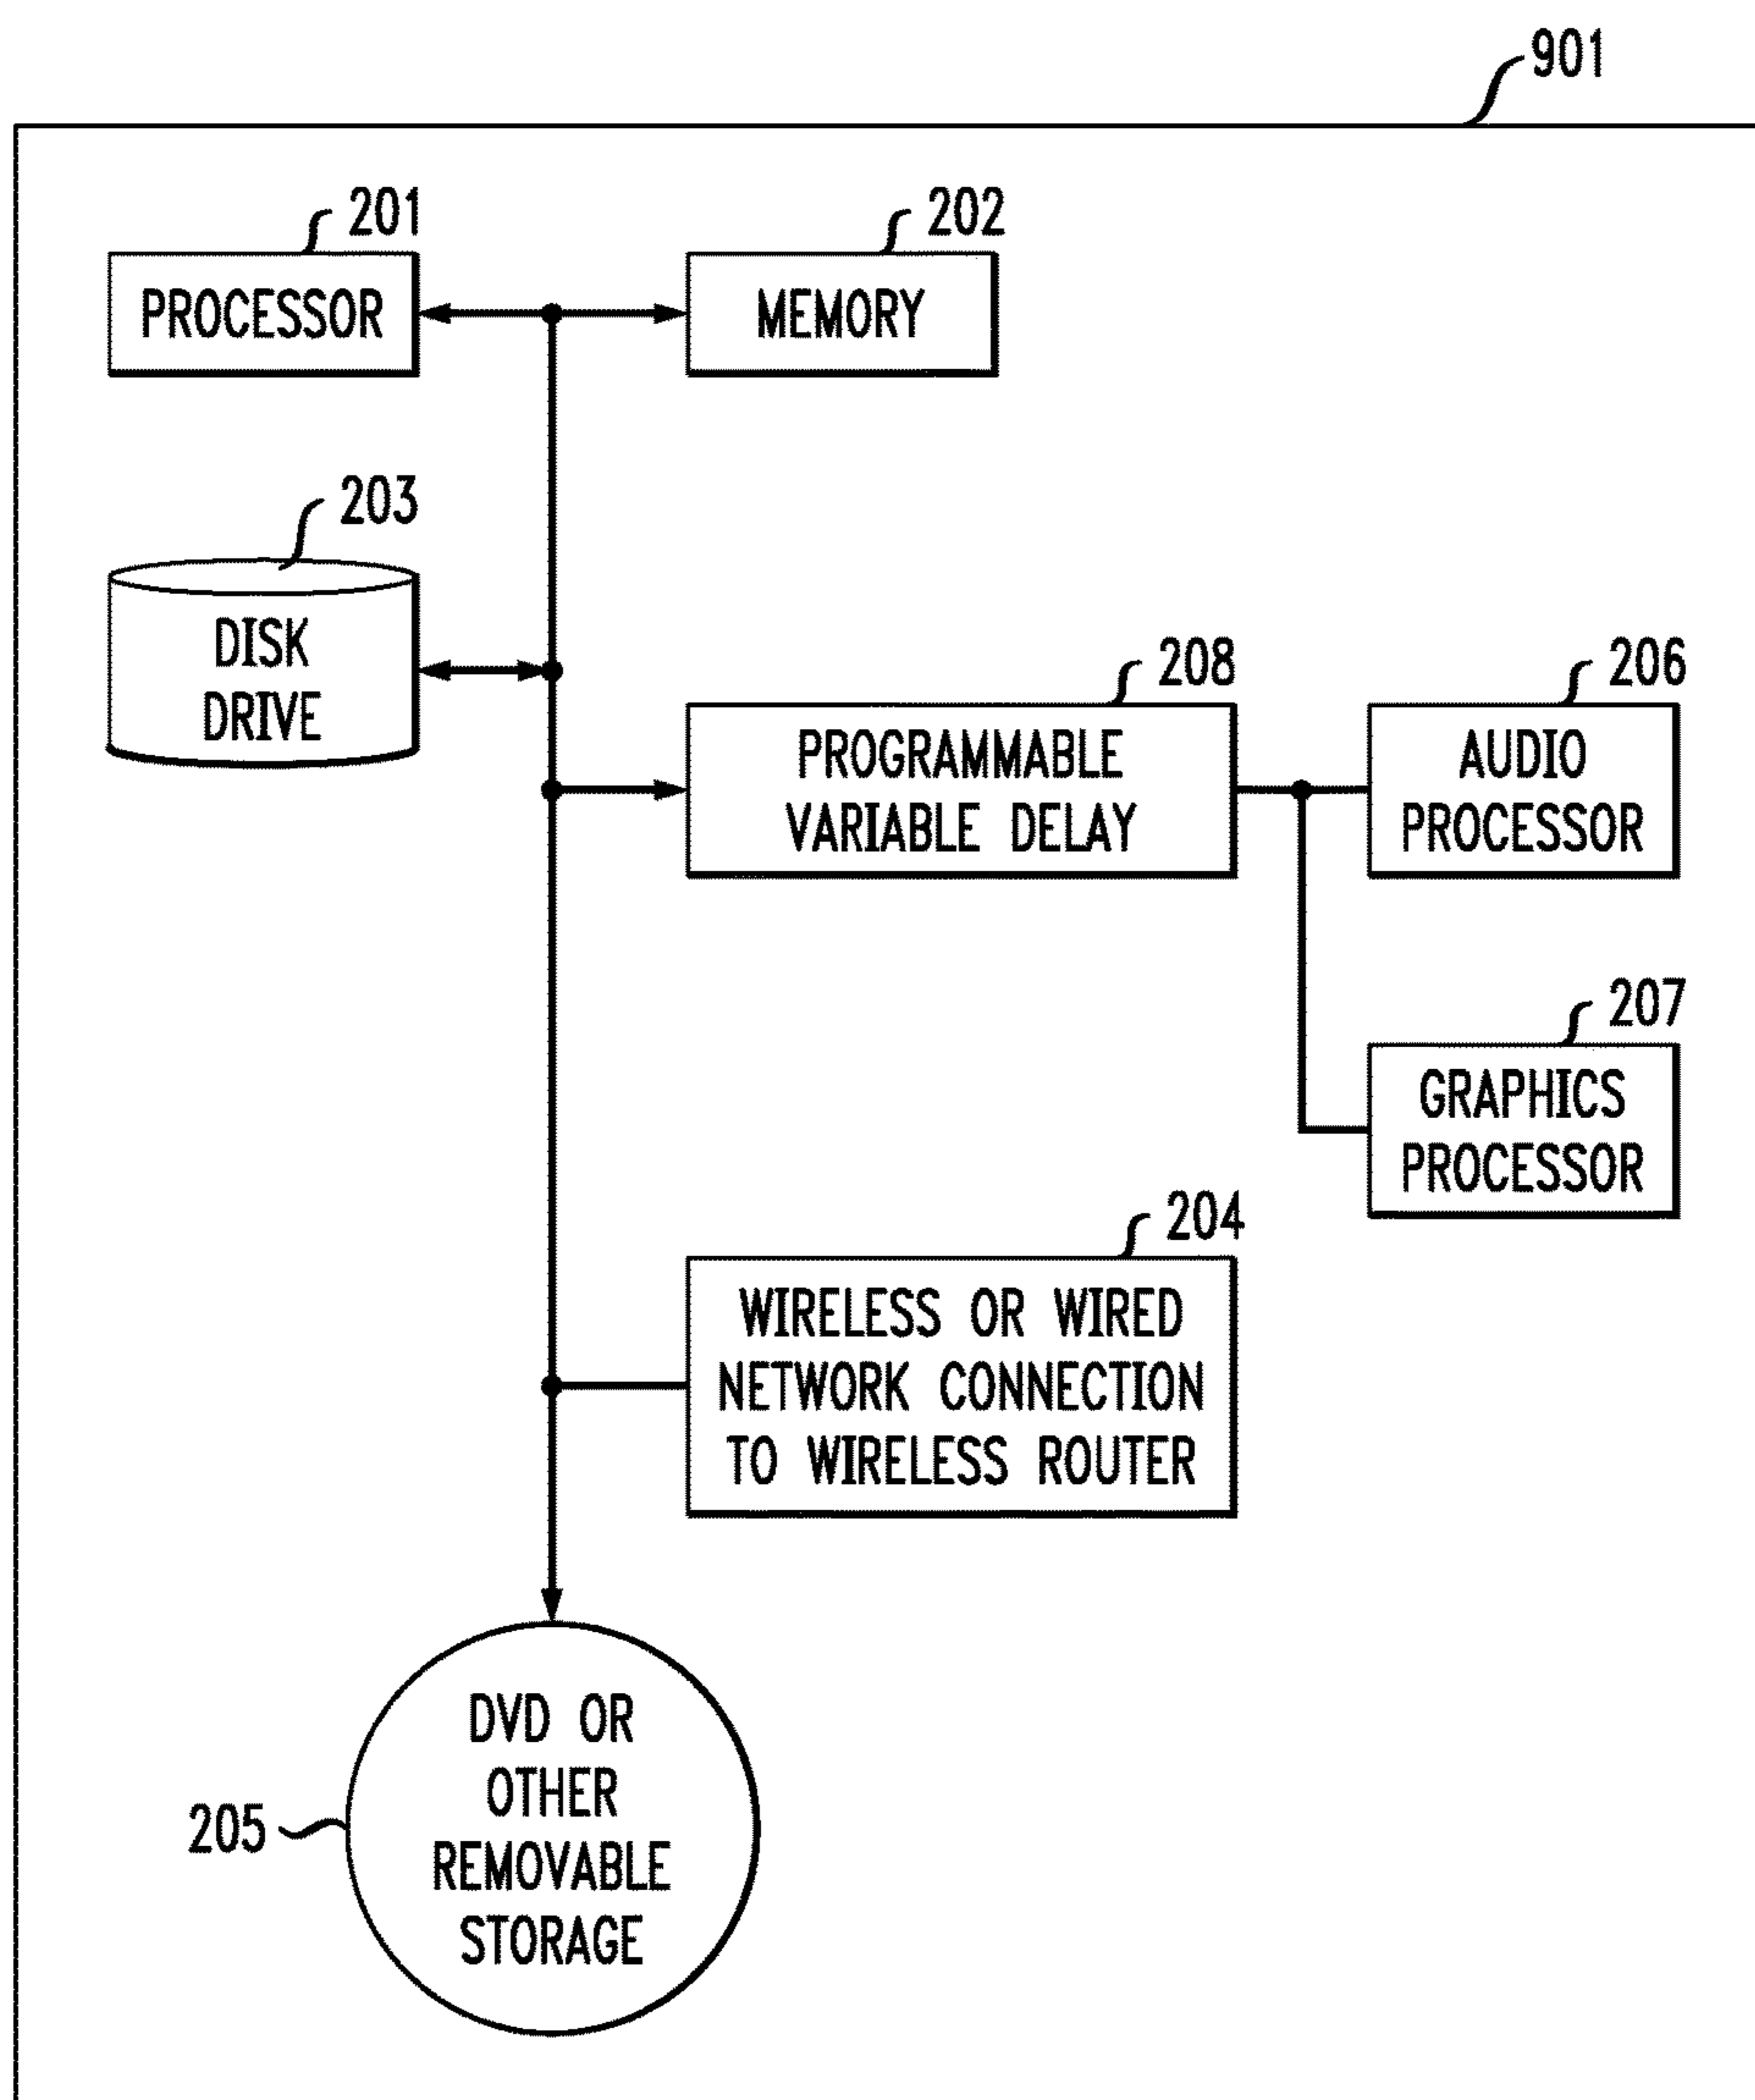 901
201
PROCESSOR
202
MEMORY
203
DISK
DRIVE
208
PROGRAMMABLE
VARIABLE DELAY
206
AUDIO
PROCESSOR
207
GRAPHICS
PROCESSOR
204
WIRELESS OR WIRED
NETWORK CONNECTION
TO WIRELESS ROUTER
205
DVD OR
OTHER
REMOVABLE
STORAGE